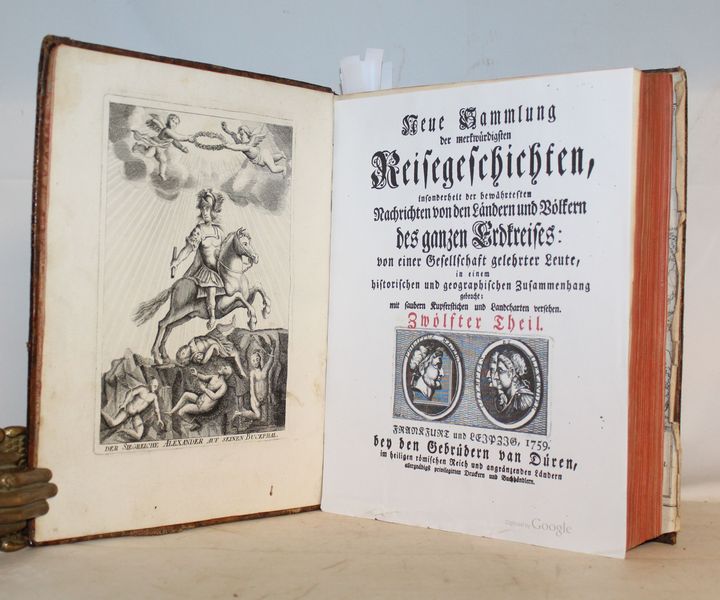 DER SIEGREICHE ALEXANDER AUF SEINEN BUCEPHAL.
Neue Sammlung
der merkwürdigsten
Reisegeschichten,
insonderheit der bewährtesten
Nachrichten von den Ländern und Völkern
des ganzen Erdkreises:
von einer Gesellschaft gelehrter Leute,
in einem
historischen und geographischen Zusammenhang
gebracht:
mit saubern Kupferstichen und Landcharten versehen.
Zwölfter Theil.
FRANKFURT und LEIPZIG, 1759.
bey den Gebrüdern van Düren,
im heiligen römischen Reich und angränzenden Ländern
allergnädigst privilegirten Druckern und Buchhändlern.
Digitized by Google